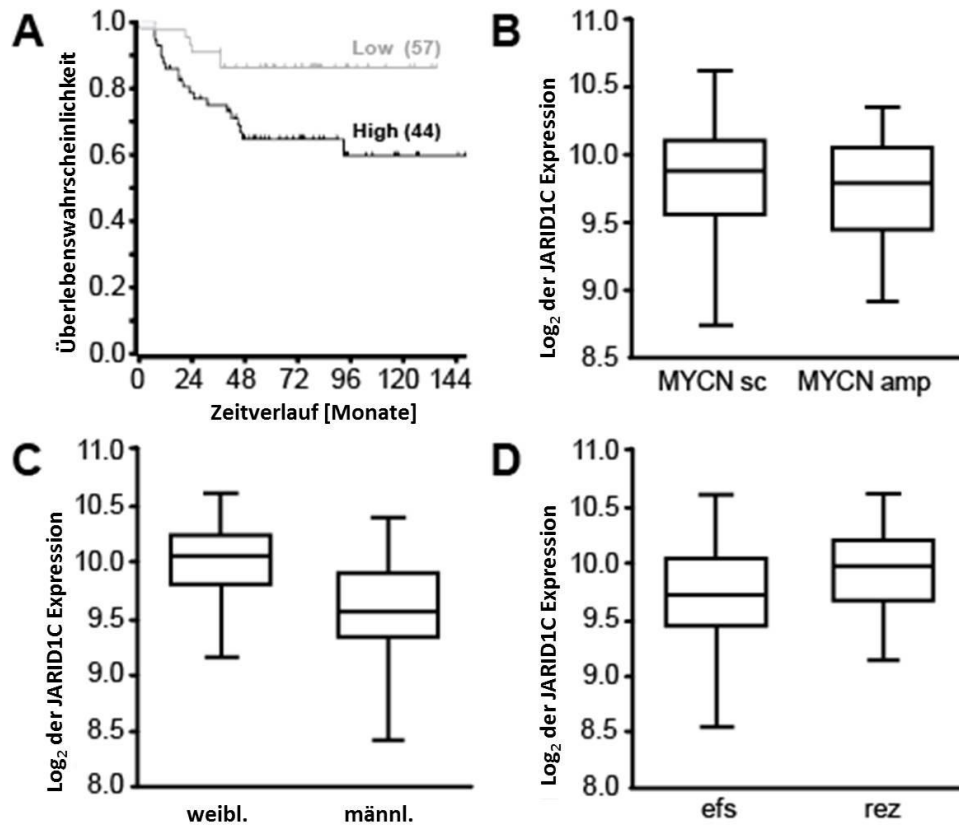 A
Überlebenswahrscheinlichkeit
1.0
0.8
0.6
0.4
0.2
0.0
Low (57)
High (44)
0 24 48 72 96 120 144
Zeitverlauf [Monate]
B
Log₂ der JARID1C Expression
11.0
10.5
10.0
9.5
9.0
8.5
MYCN sc MYCN amp
C
Log₂ der JARID1C Expression
11.0
10.5
10.0
9.5
9.0
8.5
8.0
weibl. männl.
D
Log₂ der JARID1C Expression
11.0
10.5
10.0
9.5
9.0
8.5
8.0
efs rez